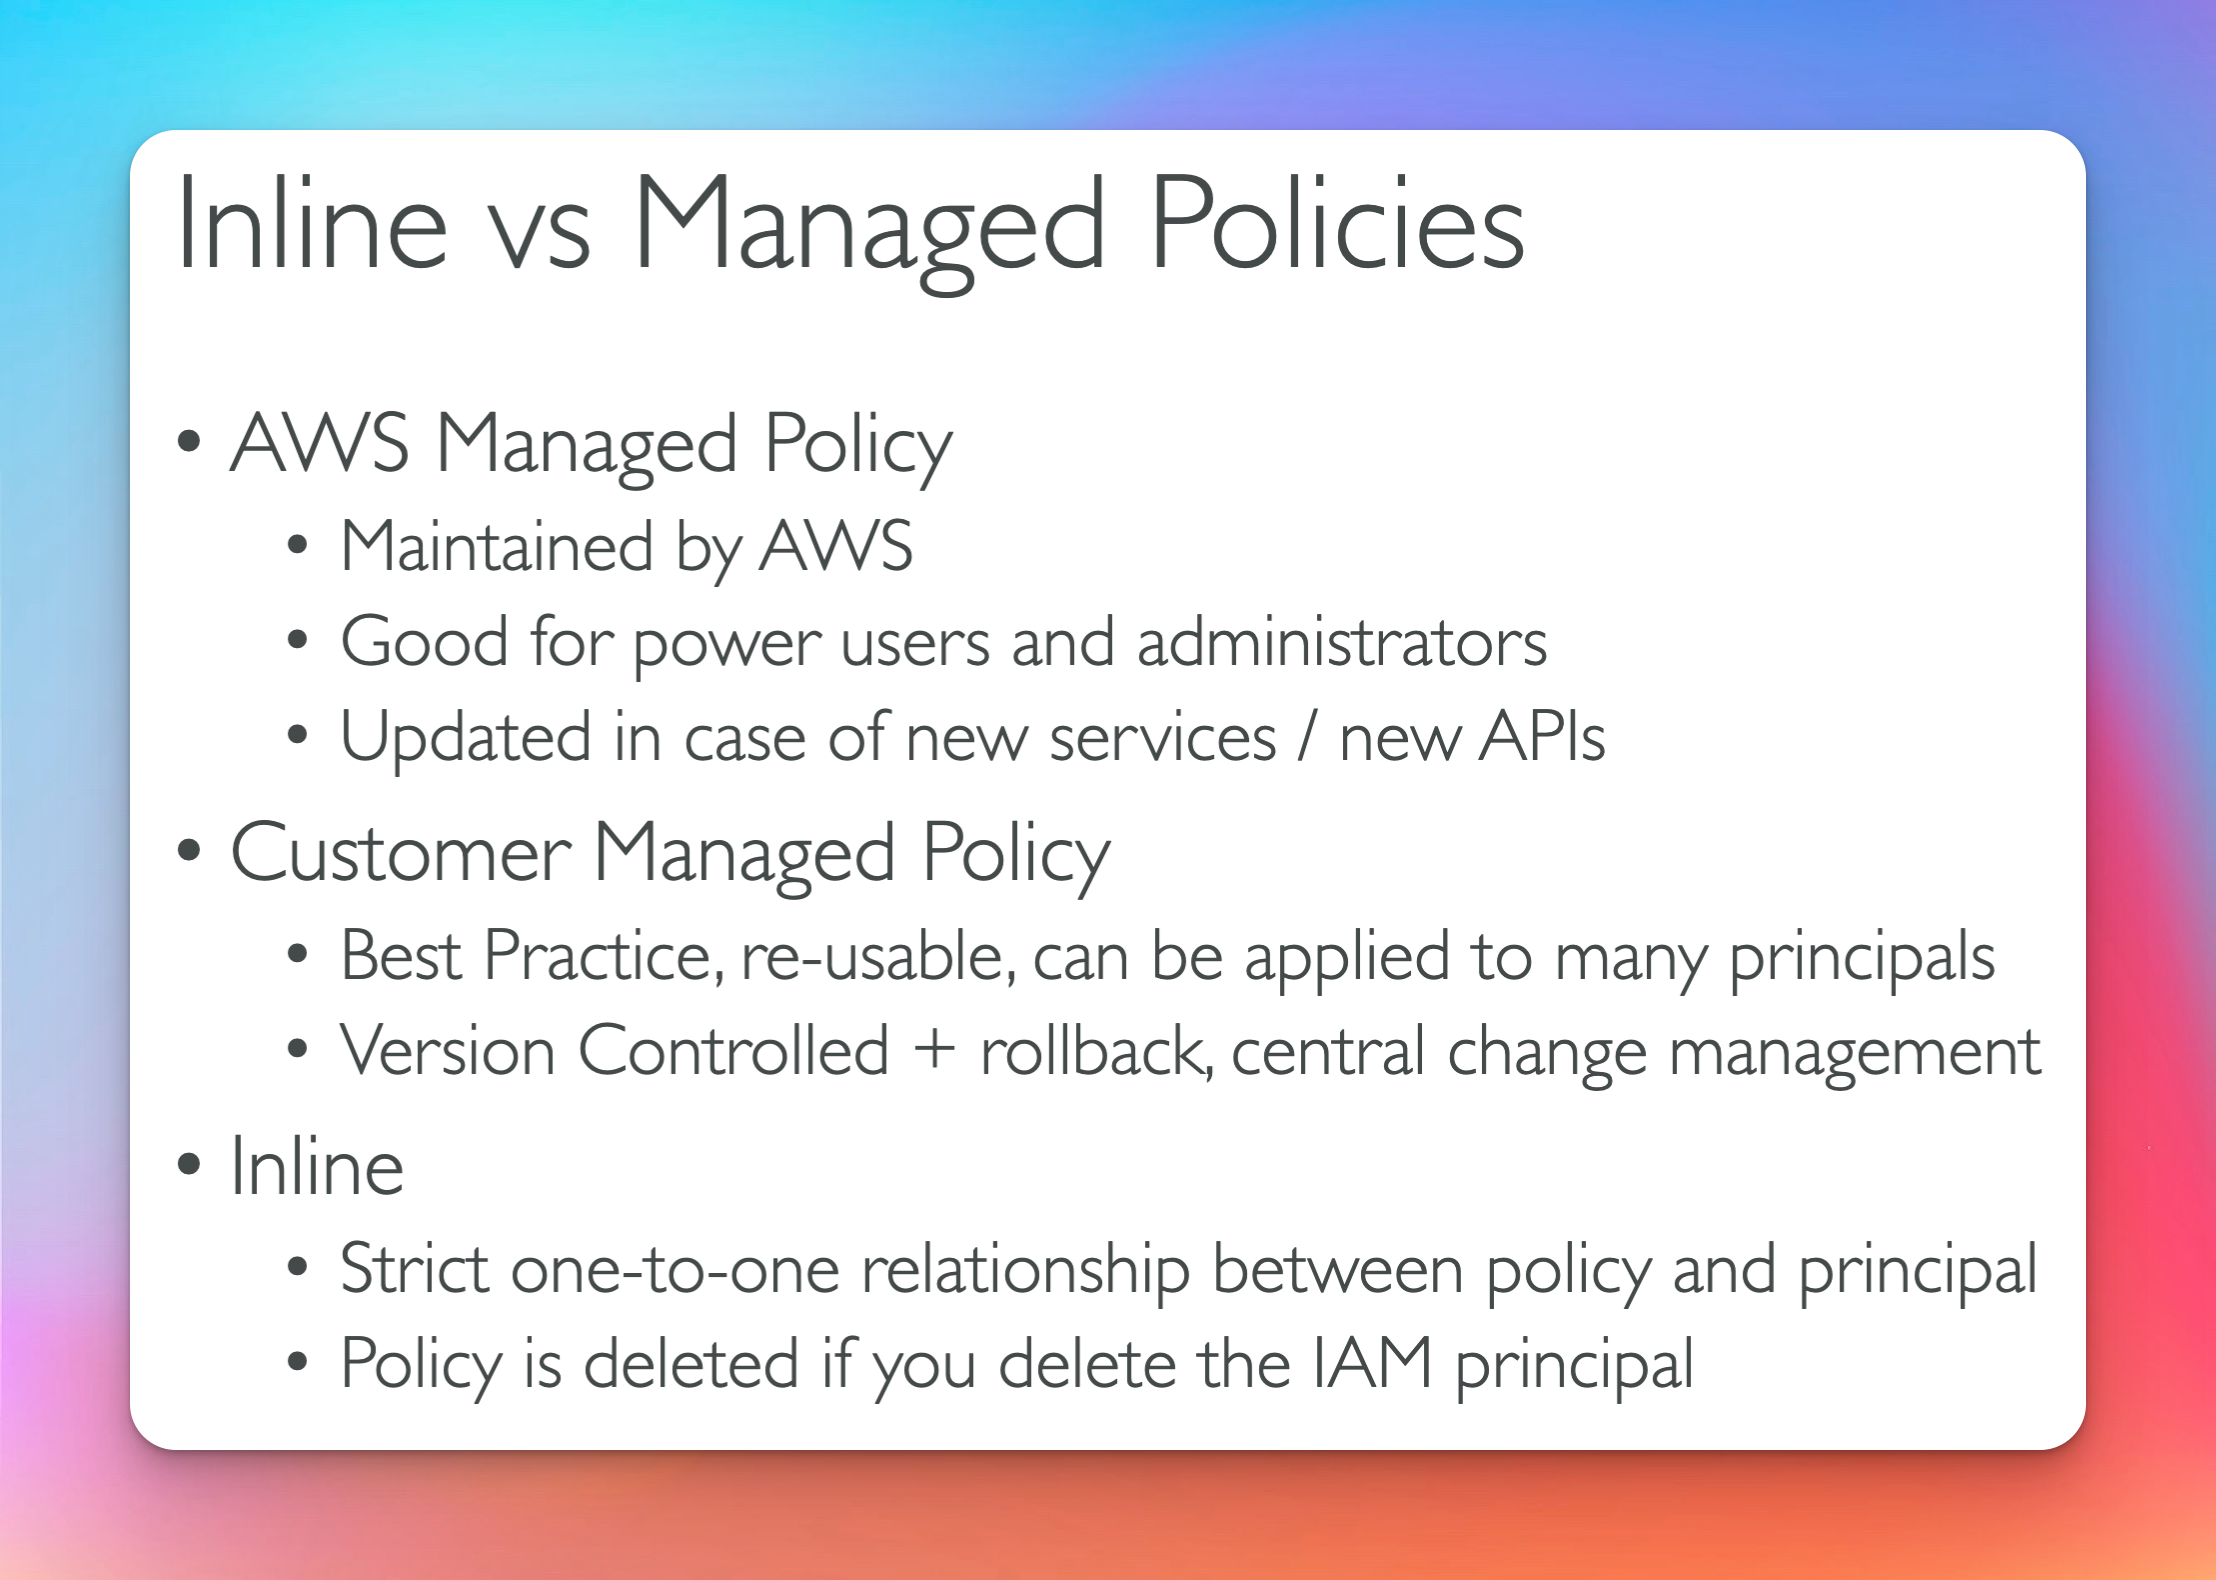 Inline vs Managed Policies
• AWS Managed Policy
• Maintained by AWS
• Good for power users and administrators
• Updated in case of new services / new APIs
• Customer Managed Policy
• Best Practice, re-usable, can be applied to many principals
• Version Controlled + rollback, central change management
• Inline
• Strict one-to-one relationship between policy and principal
• Policy is deleted if you delete the IAM principal